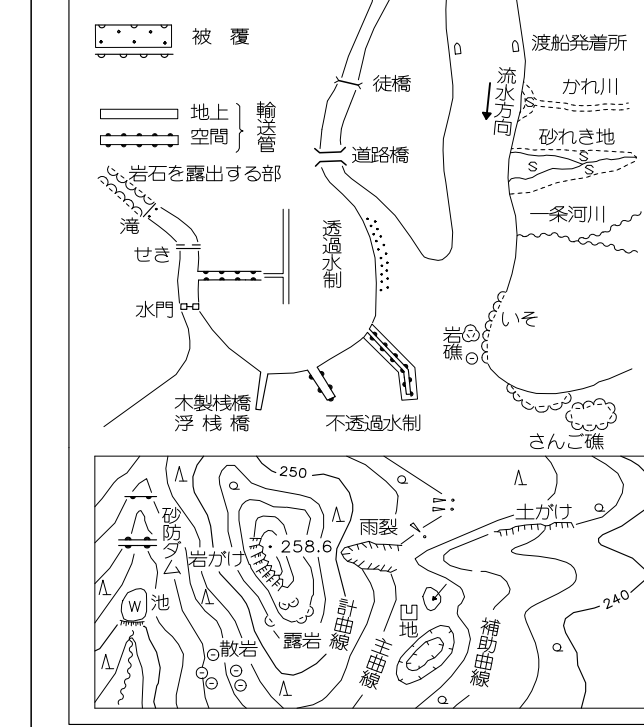 被覆
渡船発着所
徒橋
流水方向
かれ川
地上
空間
輸送管
砂れき地
道路橋
岩石を露出する部
滝
せき
透過水制
一条河川
水門
いそ
岩礁
木製桟橋
浮桟橋
不透過水制
さんご礁
250
砂防ダム
雨裂
土がけ
岩がけ
258.6
池
W
計曲線
凹地
240
補助曲線
散岩
露岩
主曲線